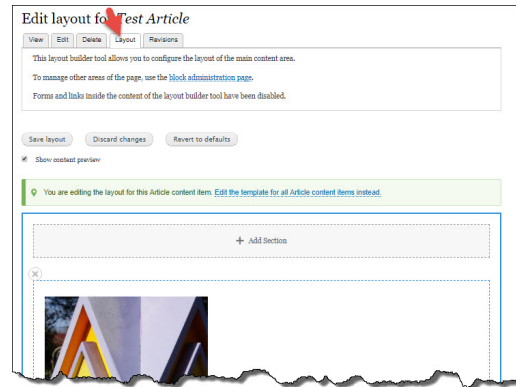 Edit layout for Test Article
View Edit Delete Layout Revisions
This layout builder tool allows you to configure the layout of the main content area.
To manage other areas of the page, use the block administration page.
Forms and links inside the content of the layout builder tool have been disabled.
Save layout Discard changes Revert to defaults
Show content preview
You are editing the layout for this Article content item. Edit the template for all Article content items instead.
+ Add Section